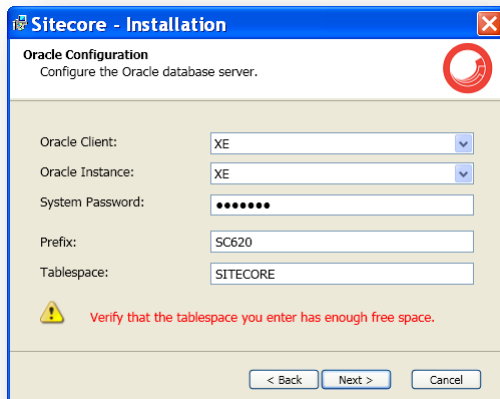 Sitecore - Installation
Oracle Configuration
Configure the Oracle database server.
Oracle Client: XE
Oracle Instance: XE
System Password: •••••••
Prefix: SC620
Tablespace: SITECORE
Verify that the tablespace you enter has enough free space.
< Back Next > Cancel